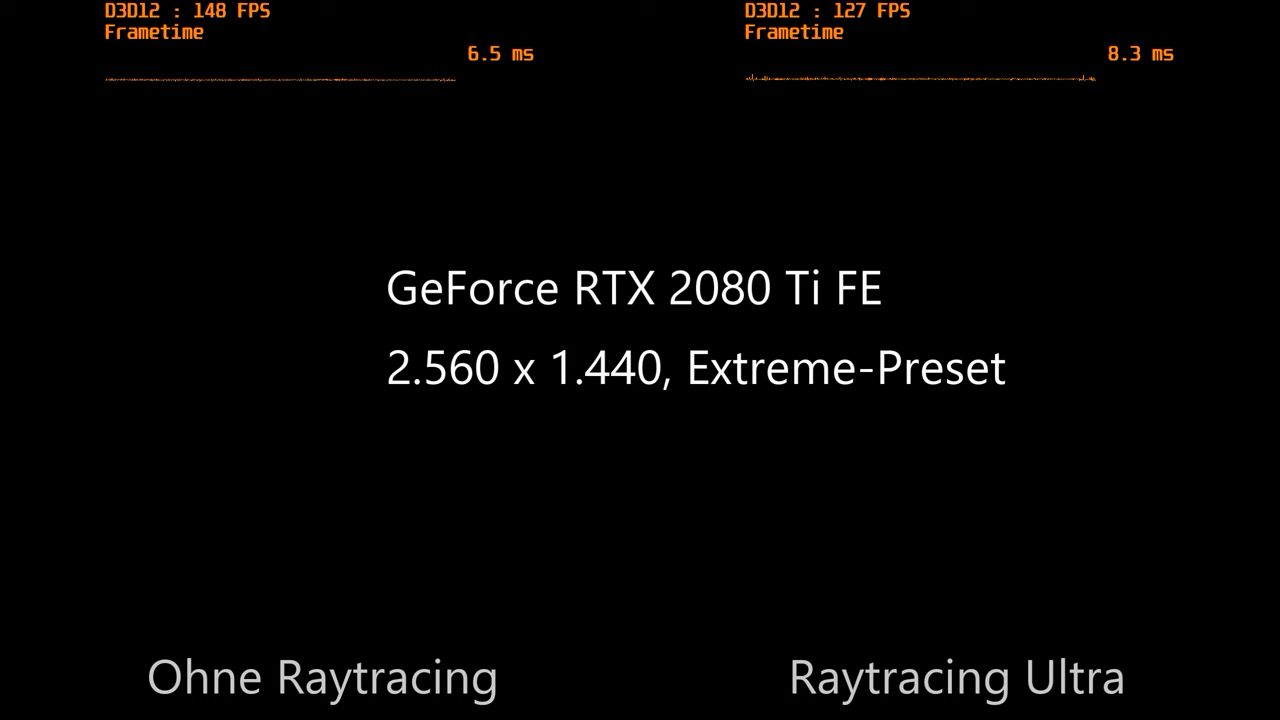 D3D12 : 148 FPS
Frametime
6.5 ms
D3D12 : 127 FPS
Frametime
8.3 ms
GeForce RTX 2080 Ti FE
2.560 x 1.440, Extreme-Preset
Ohne Raytracing
Raytracing Ultra